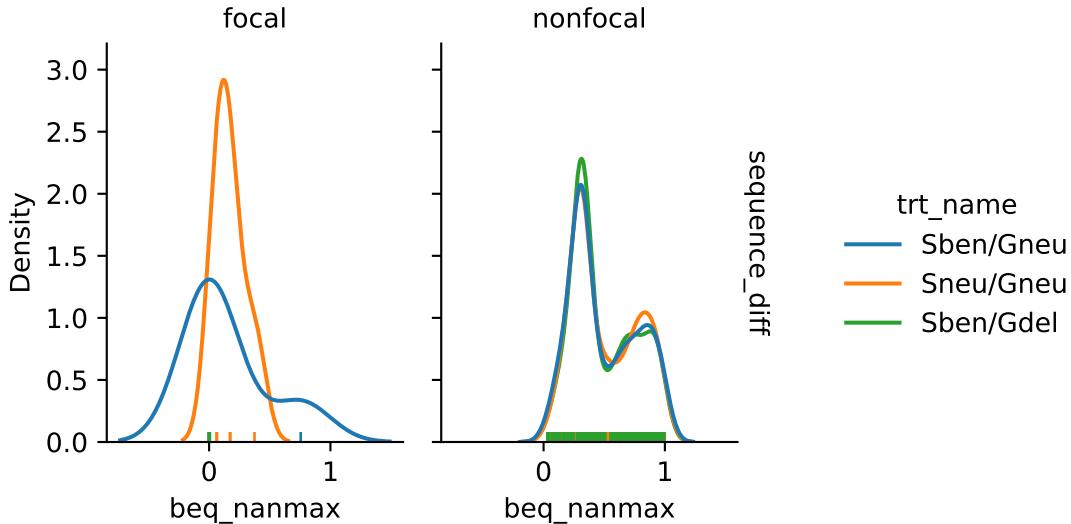 focal
nonfocal
3.0
2.5
2.0
1.5
1.0
0.5
0.0
Density
0
1
0
1
beq_nanmax
beq_nanmax
sequence_diff
trt_name
Sben/Gneu
Sneu/Gneu
Sben/Gdel